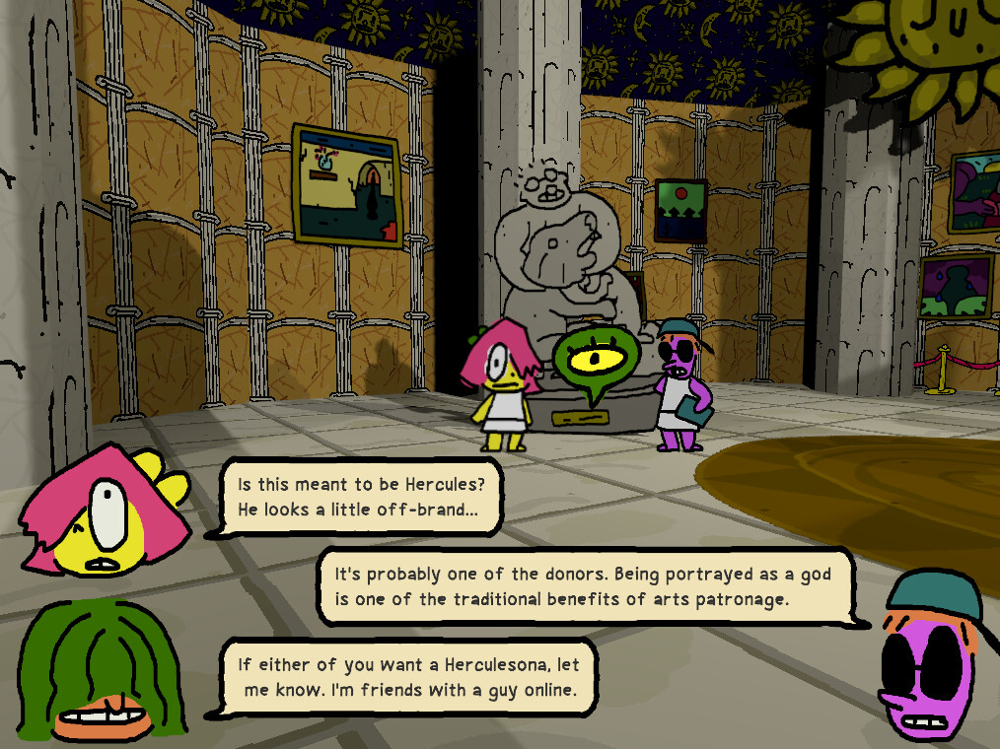 Is this meant to be Hercules?
He looks a little off-brand...
It's probably one of the donors. Being portrayed as a god
is one of the traditional benefits of arts patronage.
If either of you want a Herculesona, let
me know. I'm friends with a guy online.